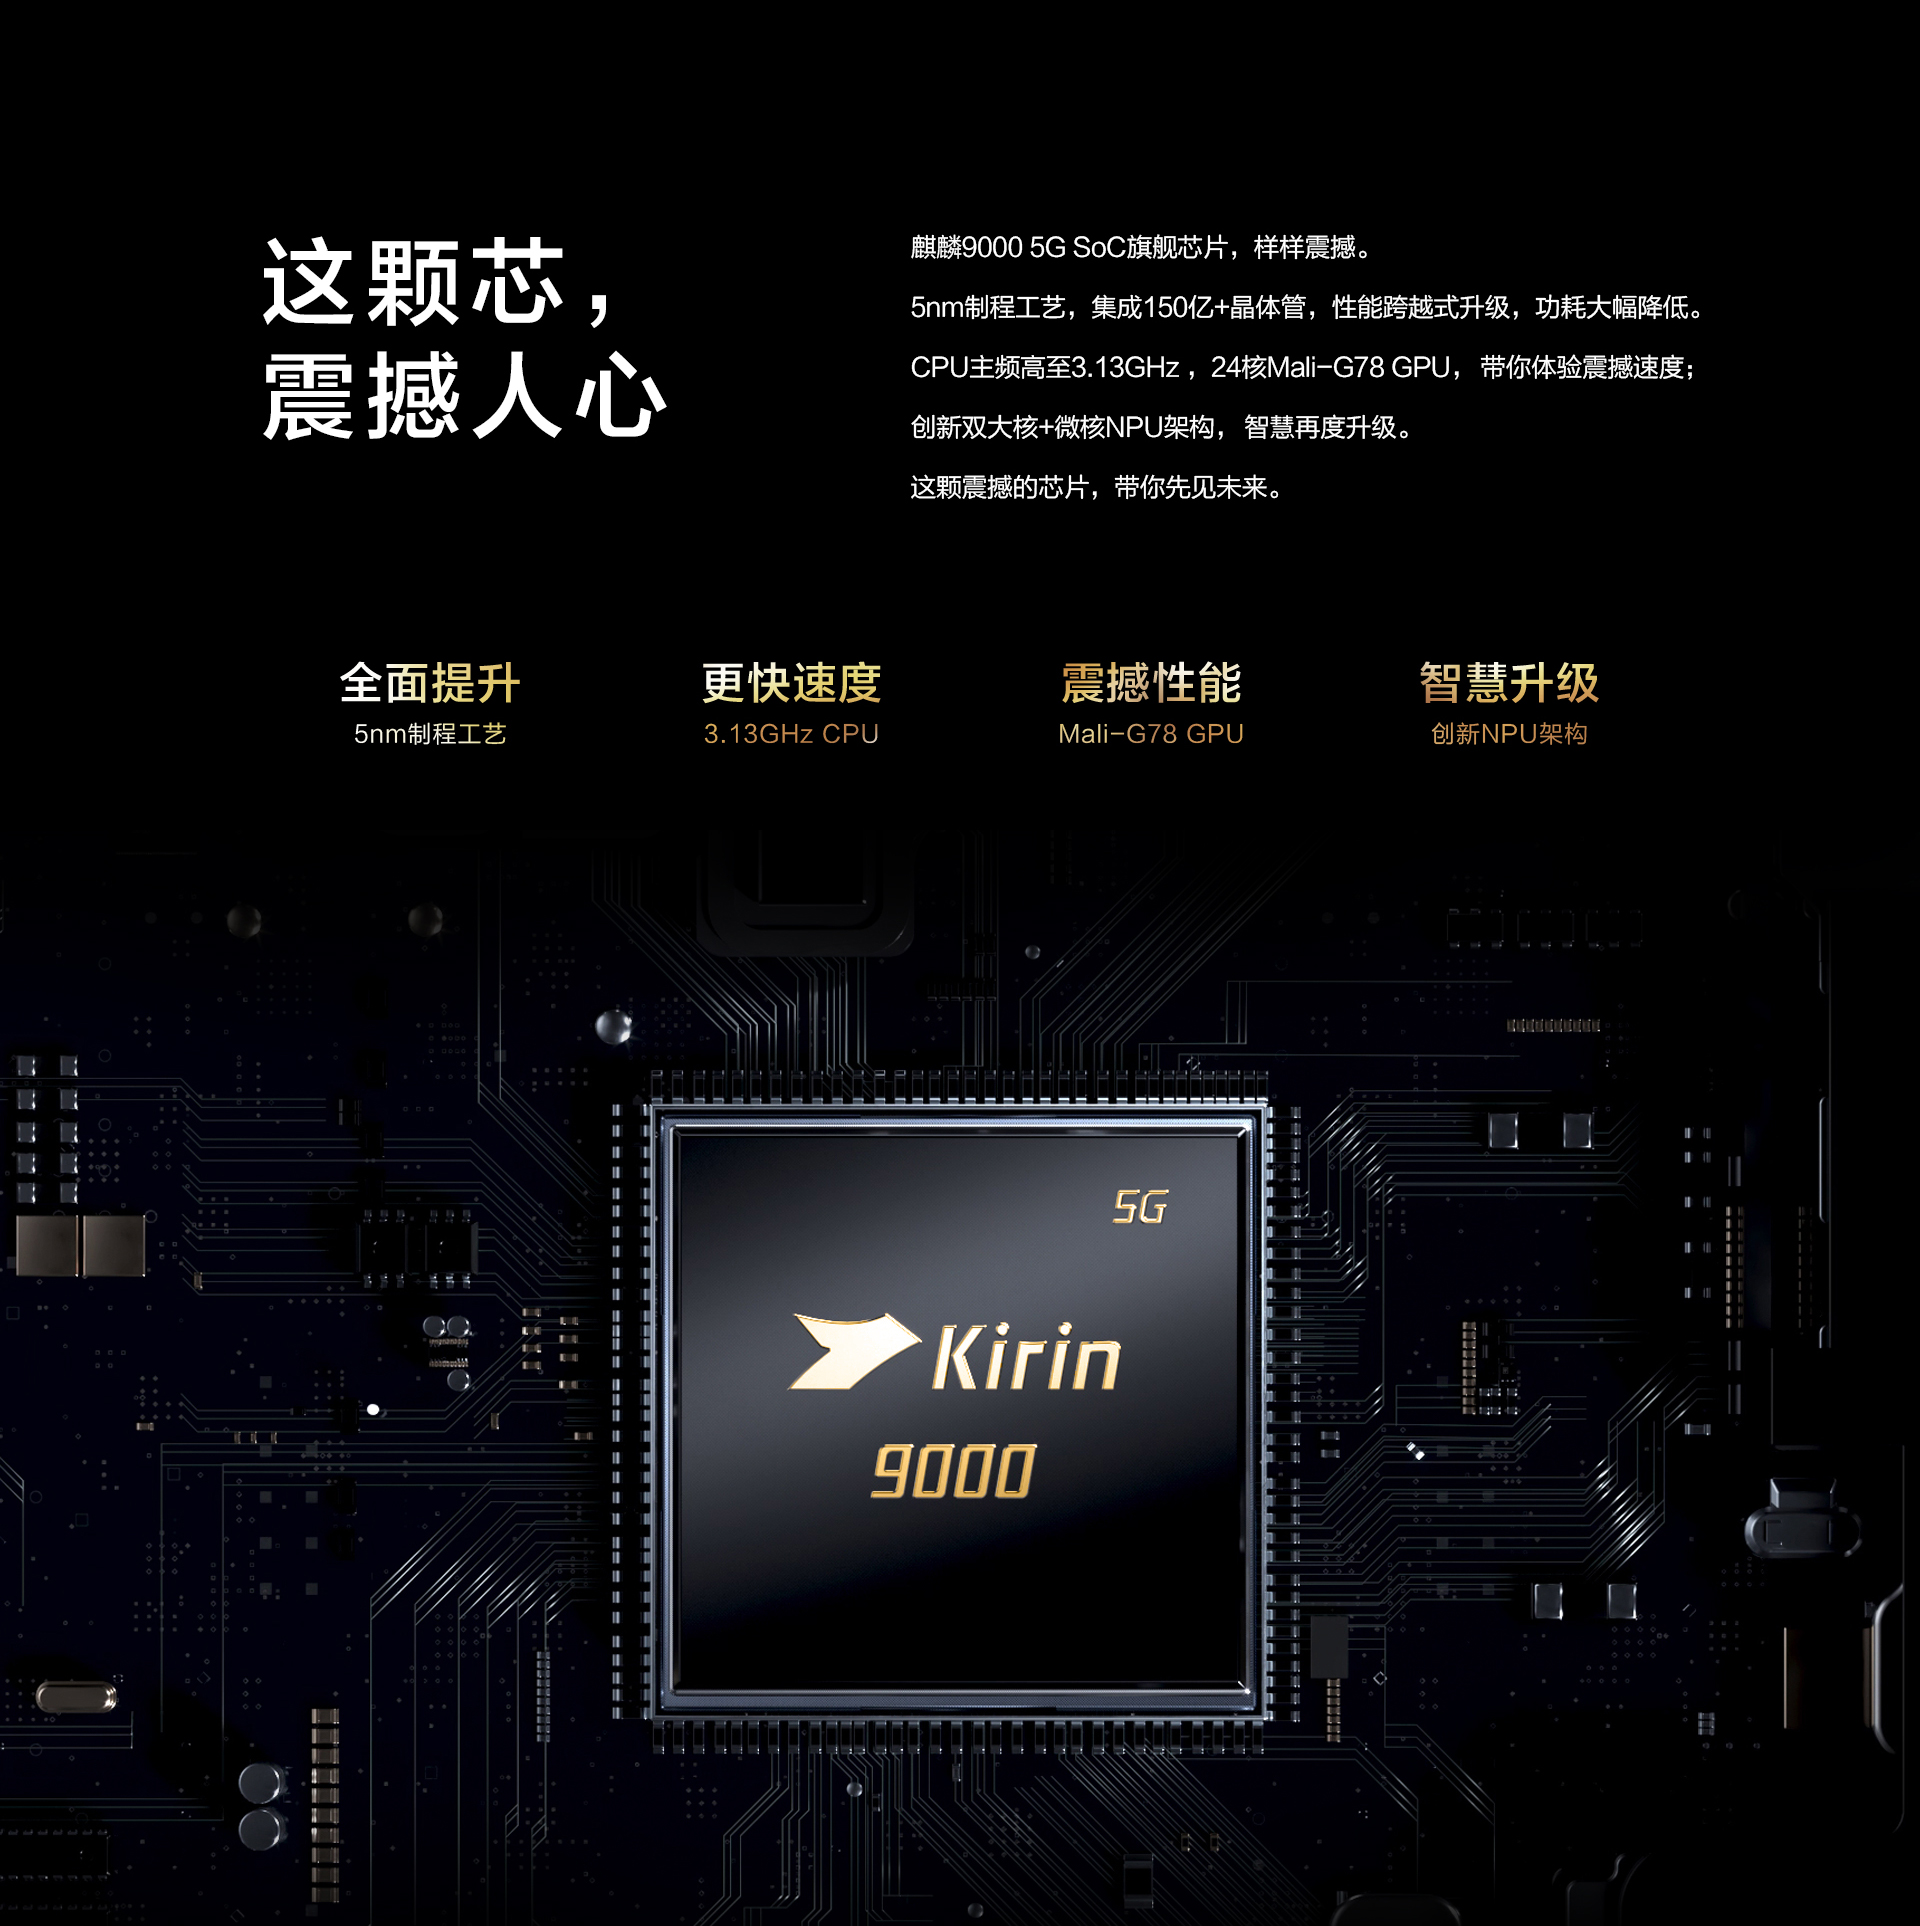 这颗芯，
震撼人心
麒麟9000 5G SoC旗舰芯片，样样震撼。
5nm制程工艺，集成150亿+晶体管，性能跨越式升级，功耗大幅降低。
CPU主频高至3.13GHz，24核Mali-G78 GPU，带你体验震撼速度；
创新双大核+微核NPU架构，智慧再度升级。
这颗震撼的芯片，带你先见未来。
全面提升
5nm制程工艺
更快速度
3.13GHz CPU
震撼性能
Mali-G78 GPU
智慧升级
创新NPU架构
5G
Kirin
9000